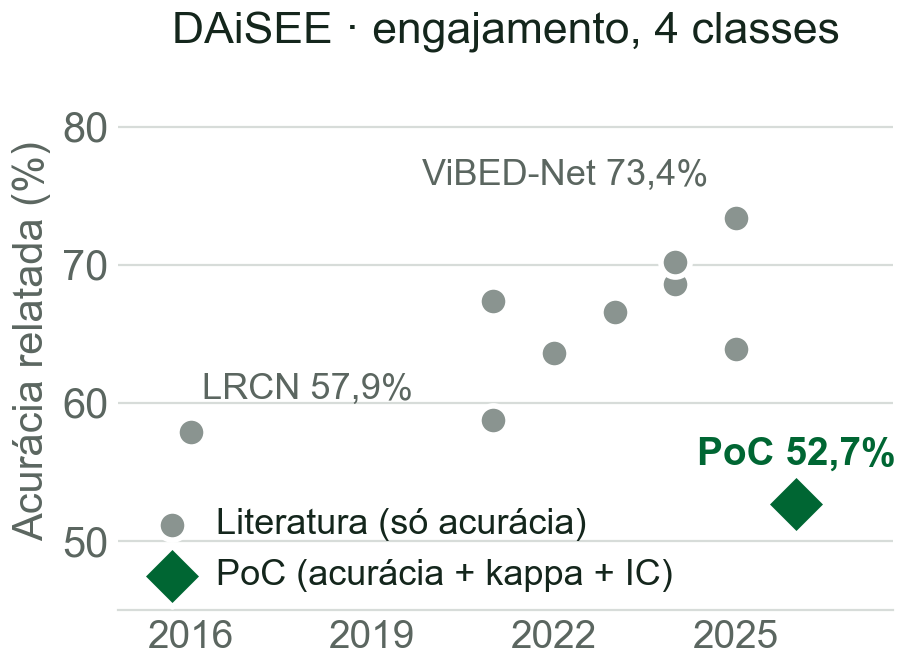 DAiSEE · engajamento, 4 classes
Acurácia relatada (%)
80
70
60
50
ViBED-Net 73,4%
LRCN 57,9%
PoC 52,7%
Literatura (só acurácia)
PoC (acurácia + kappa + IC)
2016 2019 2022 2025